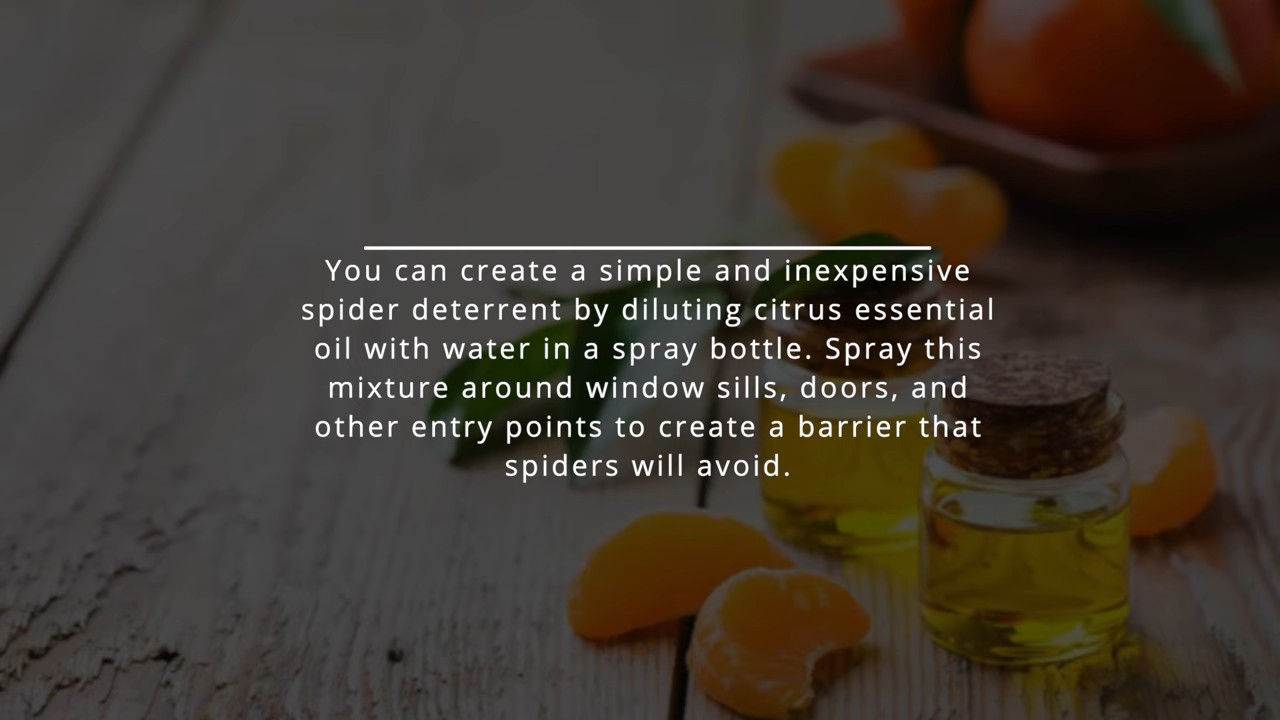 You can create a simple and inexpensive
spider deterrent by diluting citrus essential
oil with water in a spray bottle. Spray this
mixture around window sills, doors, and
other entry points to create a barrier that
spiders will avoid.